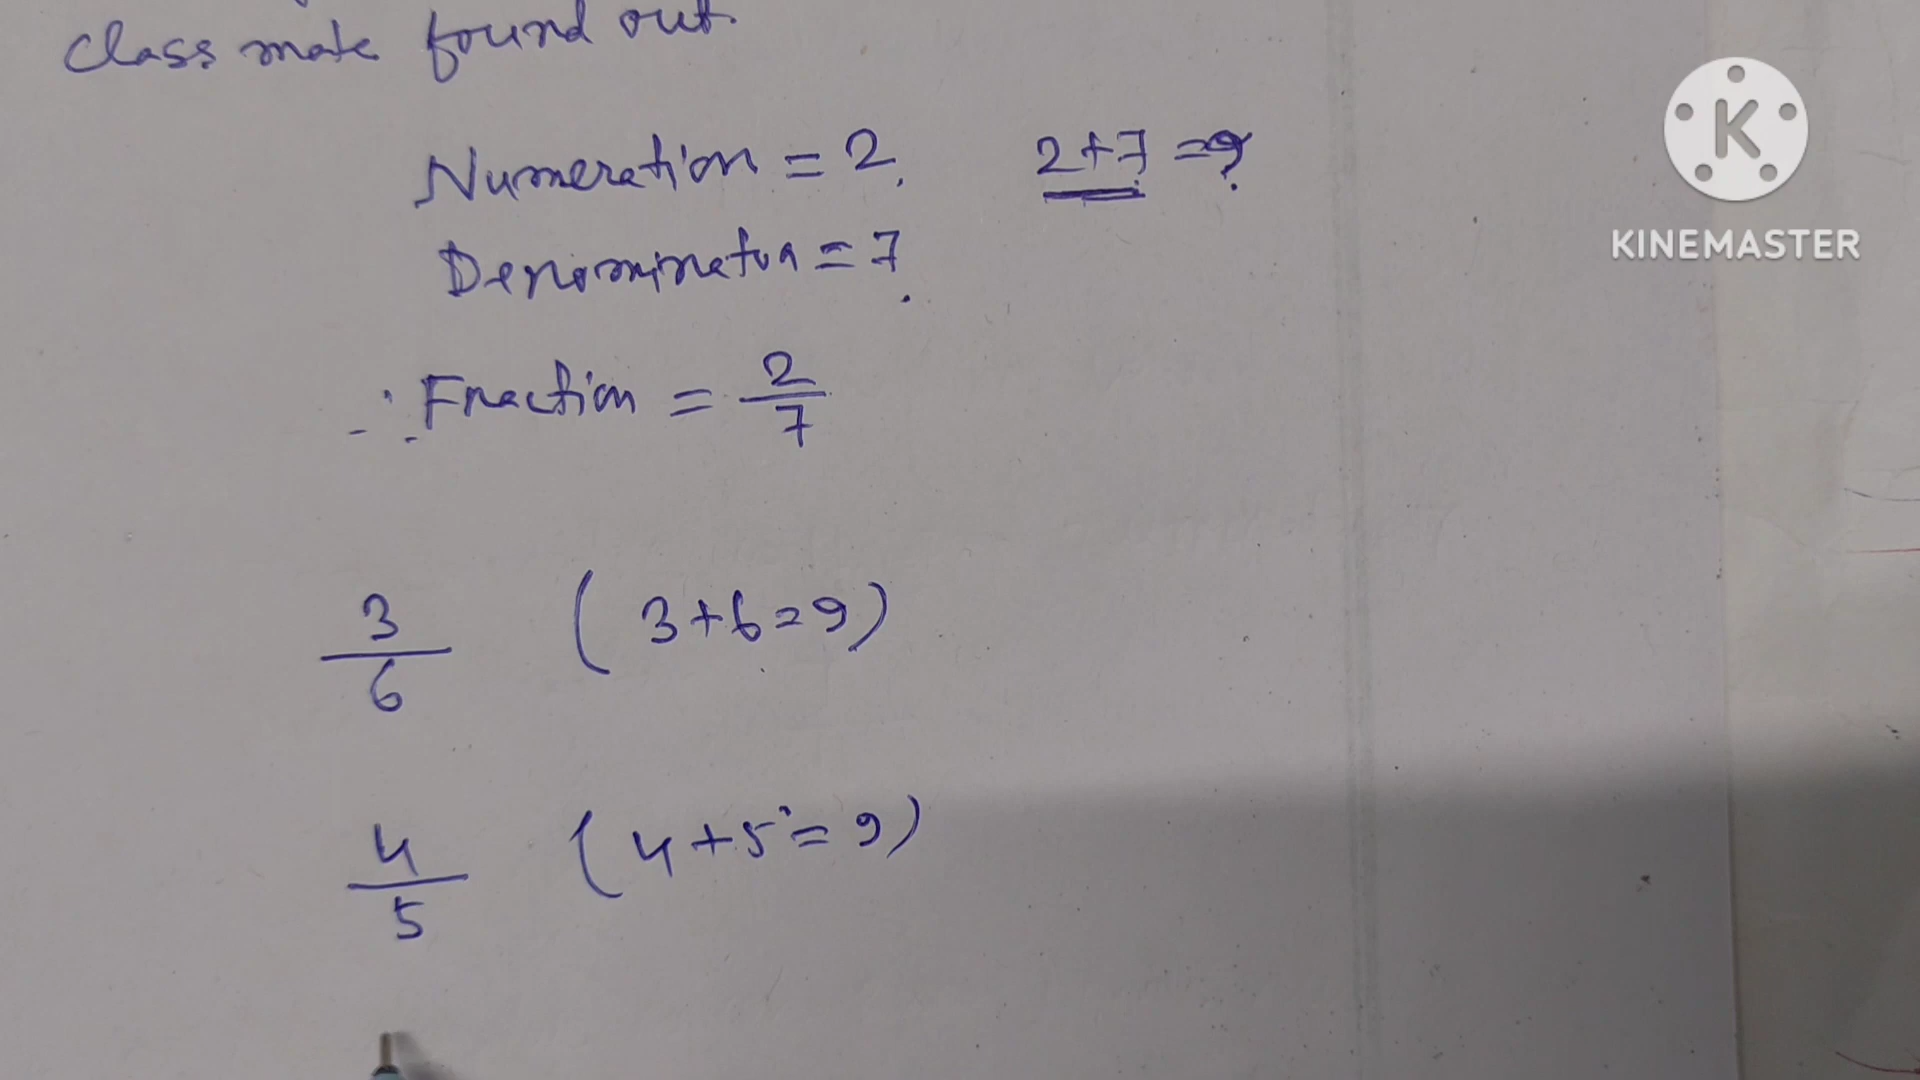 Class mate found out.
Numeration = 2. 2+7 = 9
Denominator = 7.
∴ Fraction = 2/7
3/6 (3+6=9)
4/5 (4+5=9)
K
KINEMASTER